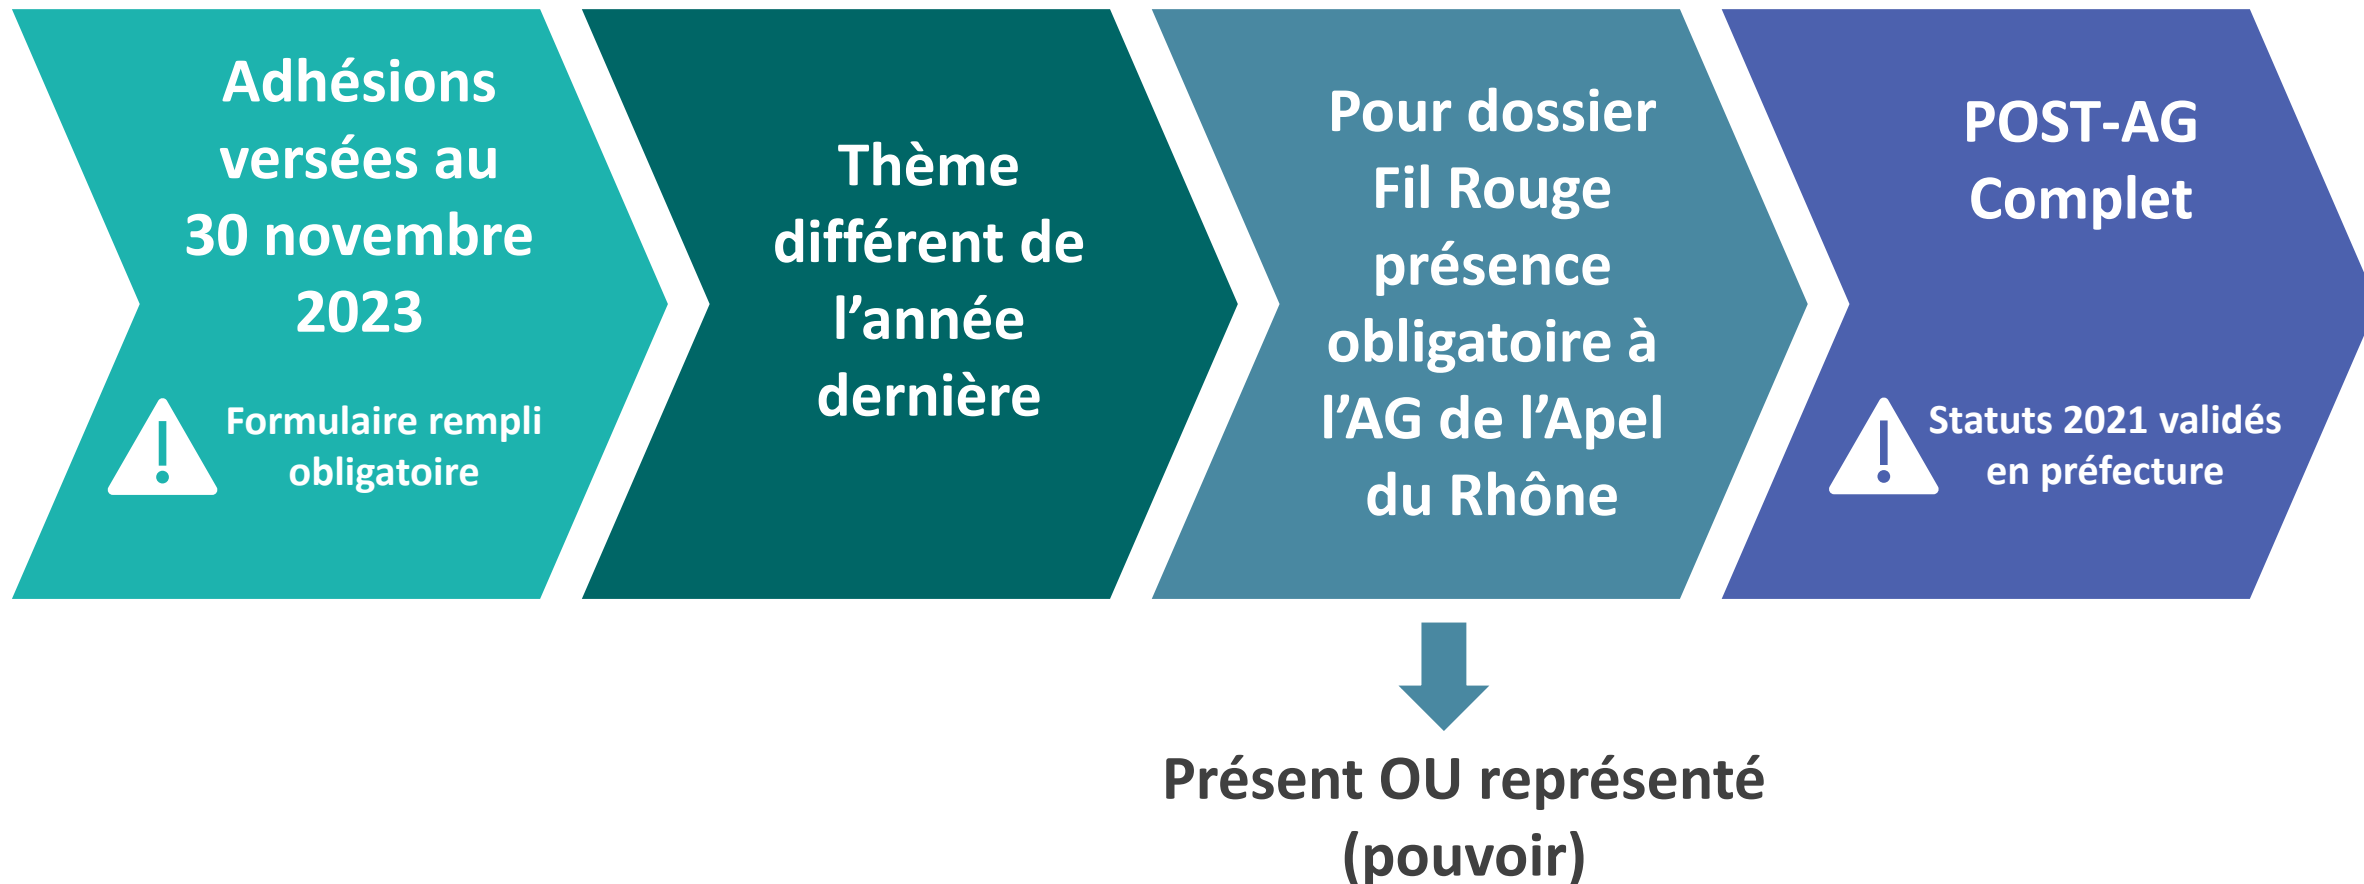 Adhésions
versées au
30 novembre
2023
Formulaire rempli
obligatoire
Thème
différent de
l’année
dernière
Pour dossier
Fil Rouge
présence
obligatoire à
l’AG de l’Apel
du Rhône
POST-AG
Complet
Statuts 2021 validés
en préfecture
Présent OU représenté
(pouvoir)